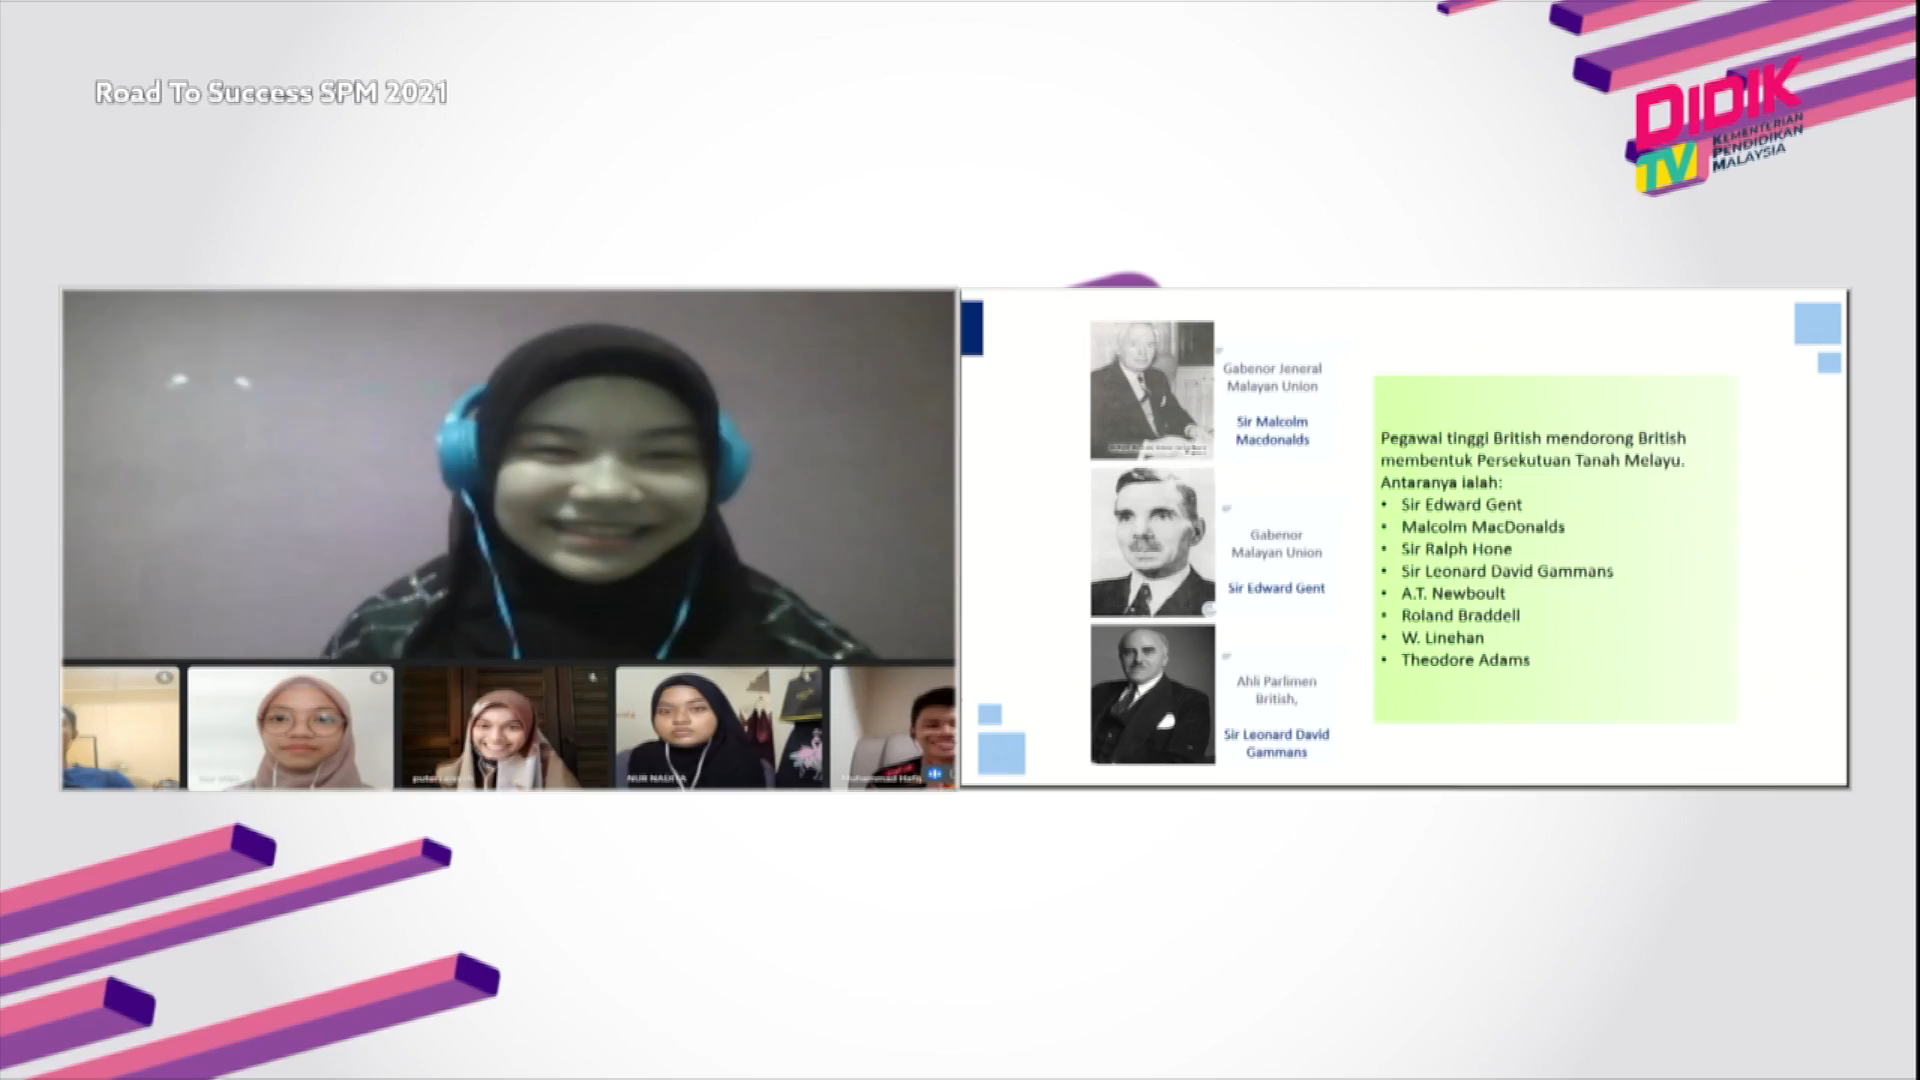 Road To Success SPM 2021
DIDIK
TV
KEMENTERIAN
PENDIDIKAN
MALAYSIA
Gabenor Jeneral
Malayan Union
Sir Malcolm
Macdonalds
Gabenor
Malayan Union
Sir Edward Gent
Ahli Parlimen
British,
Sir Leonard David
Gammans
Pegawai tinggi British mendorong British
membentuk Persekutuan Tanah Melayu.
Antaranya ialah:
• Sir Edward Gent
• Malcolm MacDonalds
• Sir Ralph Hone
• Sir Leonard David Gammans
• A.T. Newboult
• Roland Braddell
• W. Linehan
• Theodore Adams
NUR
Muhammad